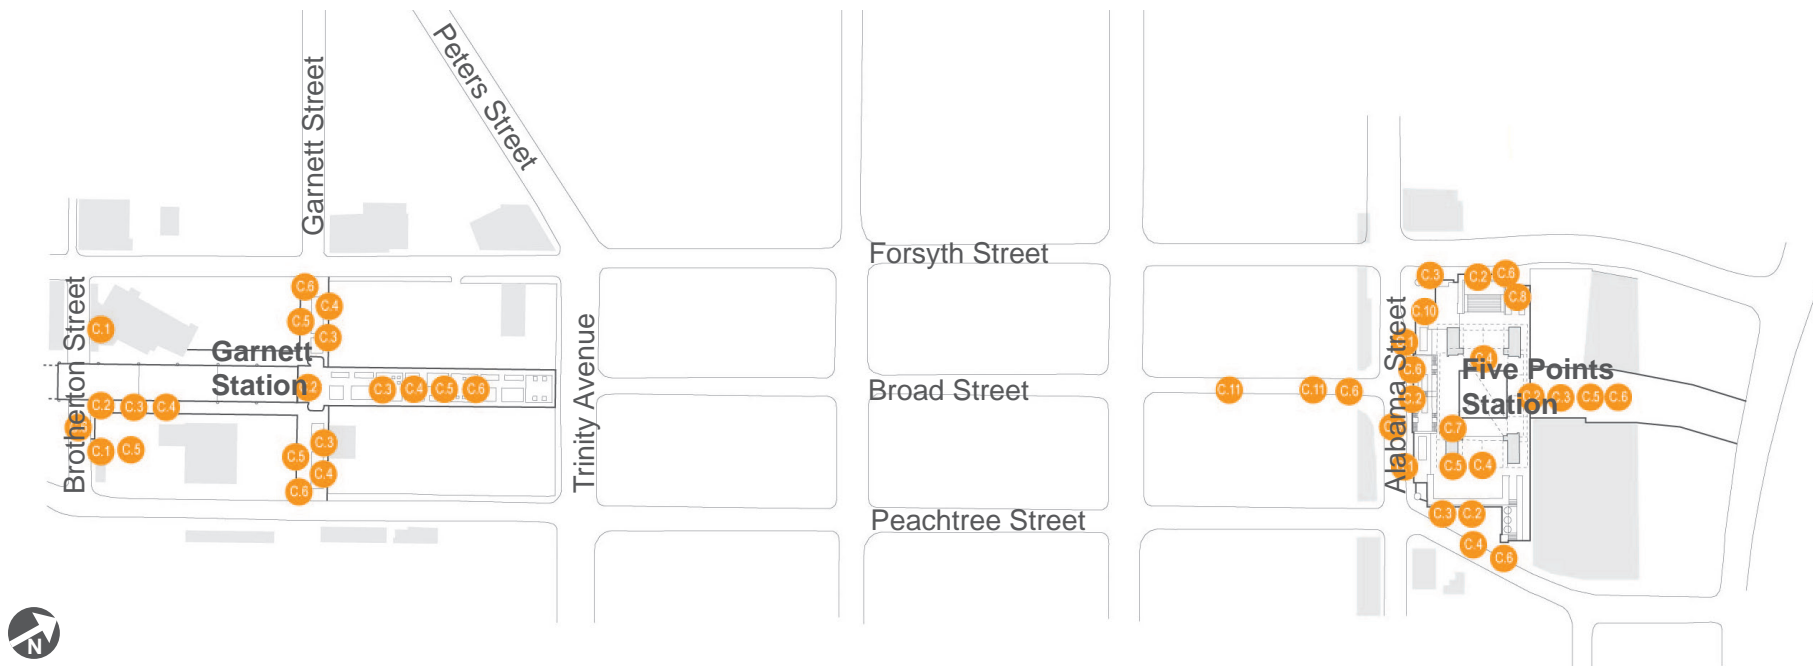 Peters Street
Garnett Street
Forsyth Street
Brotherton Street
Garnett
Station
Trinity Avenue
Broad Street
Alabama Street
Five Points
Station
Peachtree Street
C.6
C.4
C.5
C.3
C.1
C.3
C.4
C.5
C.6
C.2
C.3
C.4
C.1
C.5
C.3
C.5
C.4
C.6
C.11
C.11
C.6
C.3
C.2
C.6
C.8
C.10
C.4
C.6
C.2
C.3
C.5
C.6
C.7
C.5
C.4
C.3
C.2
C.4
C.6
N